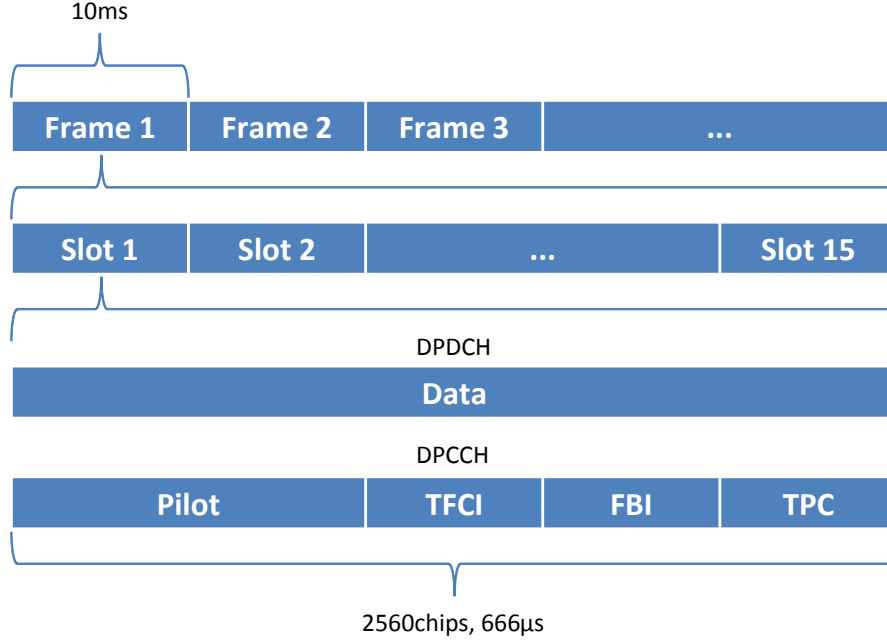 10ms
Frame 1 Frame 2 Frame 3 ...
Slot 1 Slot 2 ... Slot 15
DPDCH
Data
DPCCH
Pilot TFCI FBI TPC
2560chips, 666µs